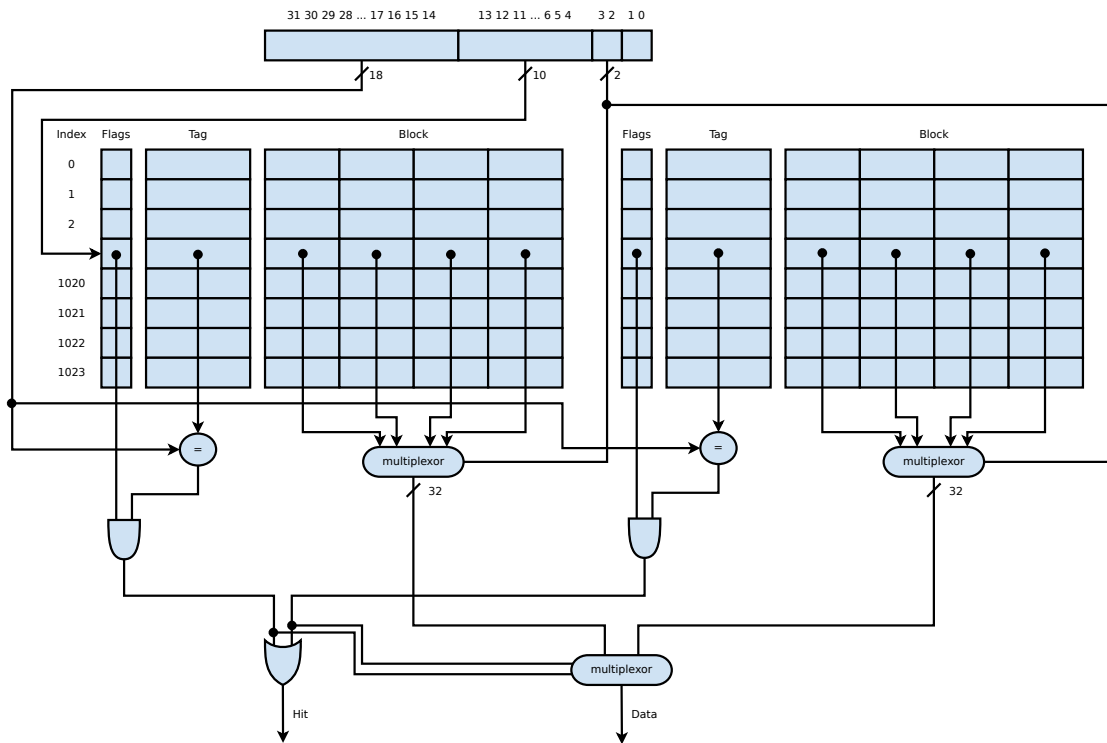 31 30 29 28 ... 17 16 15 14 13 12 11 ... 6 5 4 3 2 1 0
18 10 2
Index Flags Tag Block Flags Tag Block
0
1
2
1020
1021
1022
1023
= =
multiplexor multiplexor
32 32
multiplexor
Hit Data